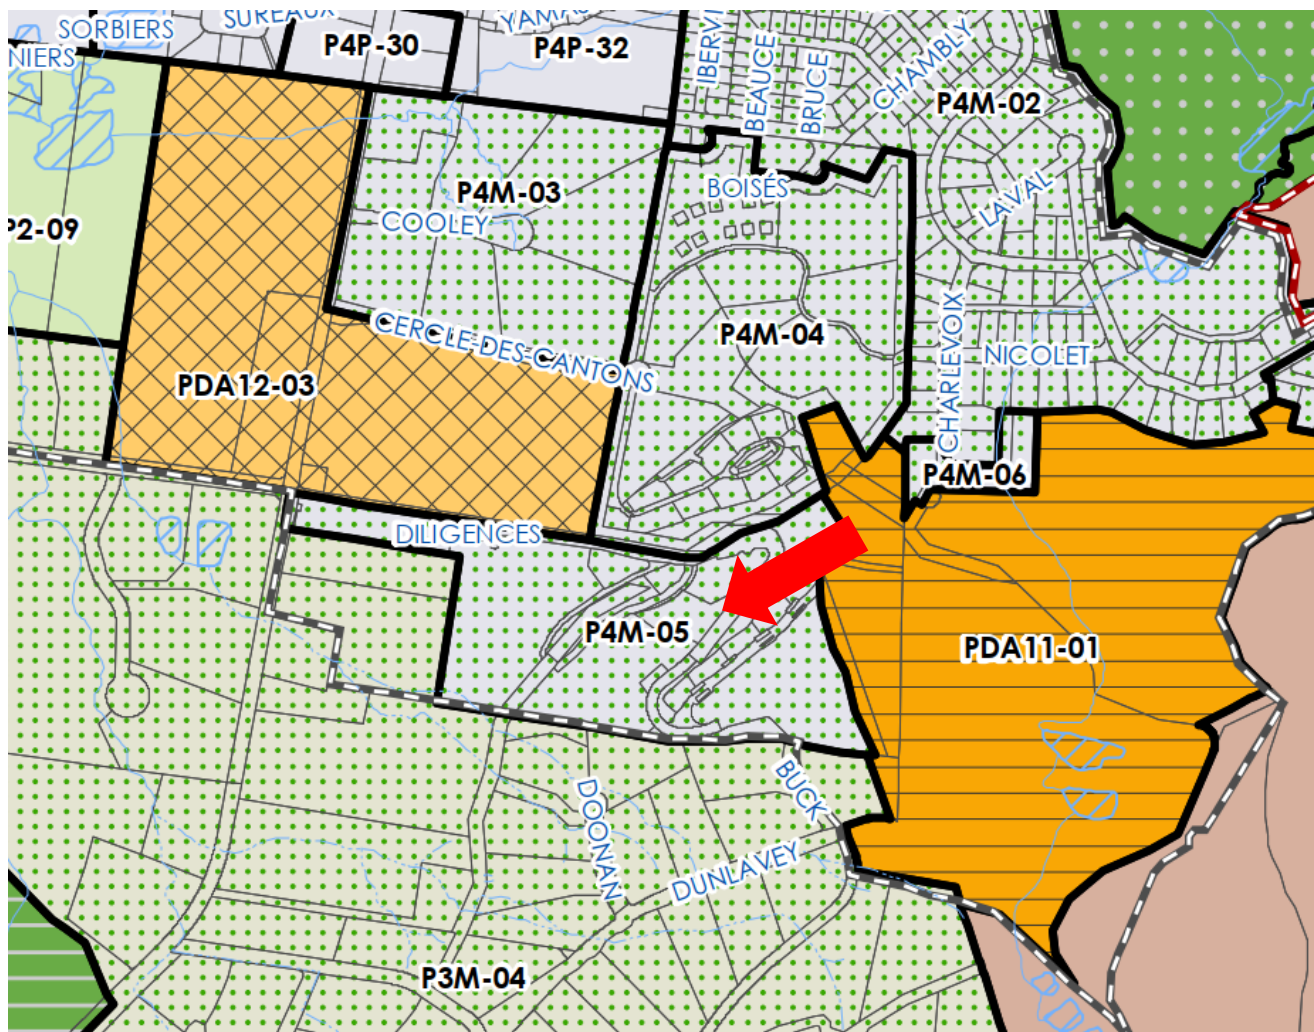 SORBIERS
SUREAUX
P4P-30
P4P-32
NIERS
BEAUCE
BRUCE
CHAMBLY
P4M-02
P4M-03
BOISÉS
LAVAL
COOLEY
P2-09
CERCLE-DES-CANTONS
P4M-04
CHARLEVOIX
NICOLET
PDA12-03
P4M-06
DILIGENCES
P4M-05
PDA11-01
BUCK
DOONAN
DUNLAVEY
P3M-04